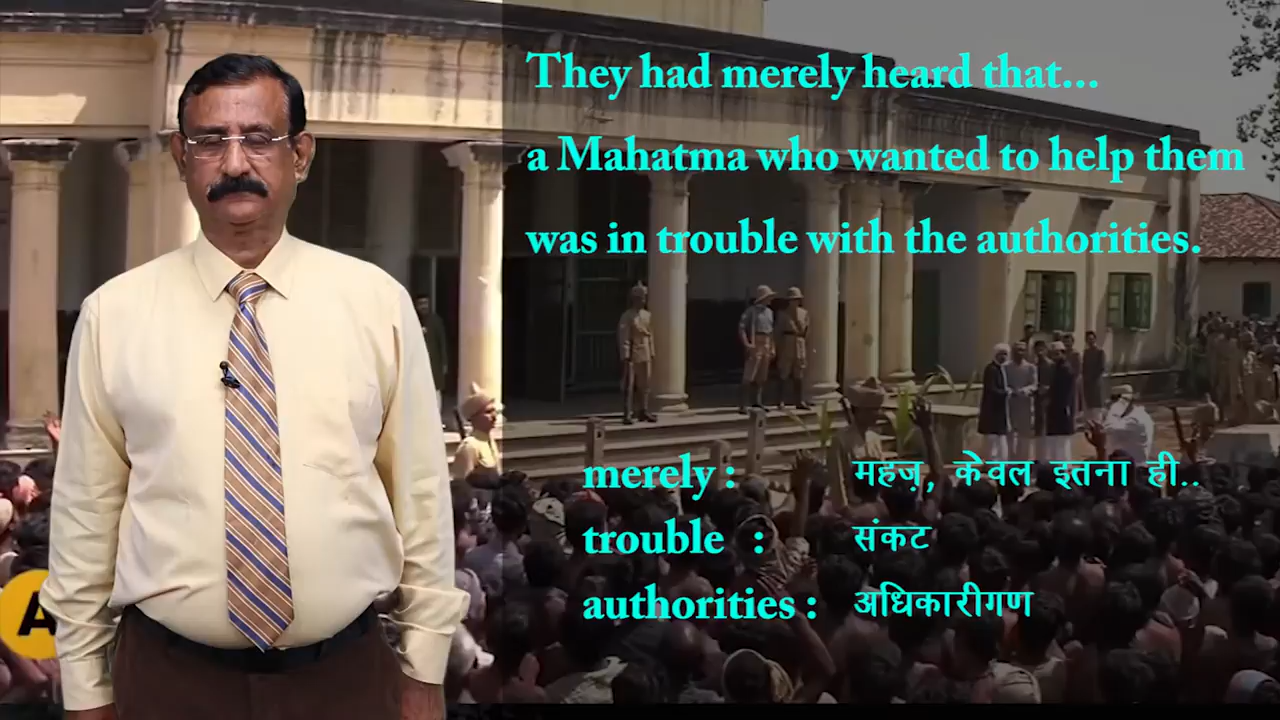 They had merely heard that...
a Mahatma who wanted to help them
was in trouble with the authorities.
merely : महज़, केवल इतना ही..
trouble : संकट
authorities : अधिकारीगण
A